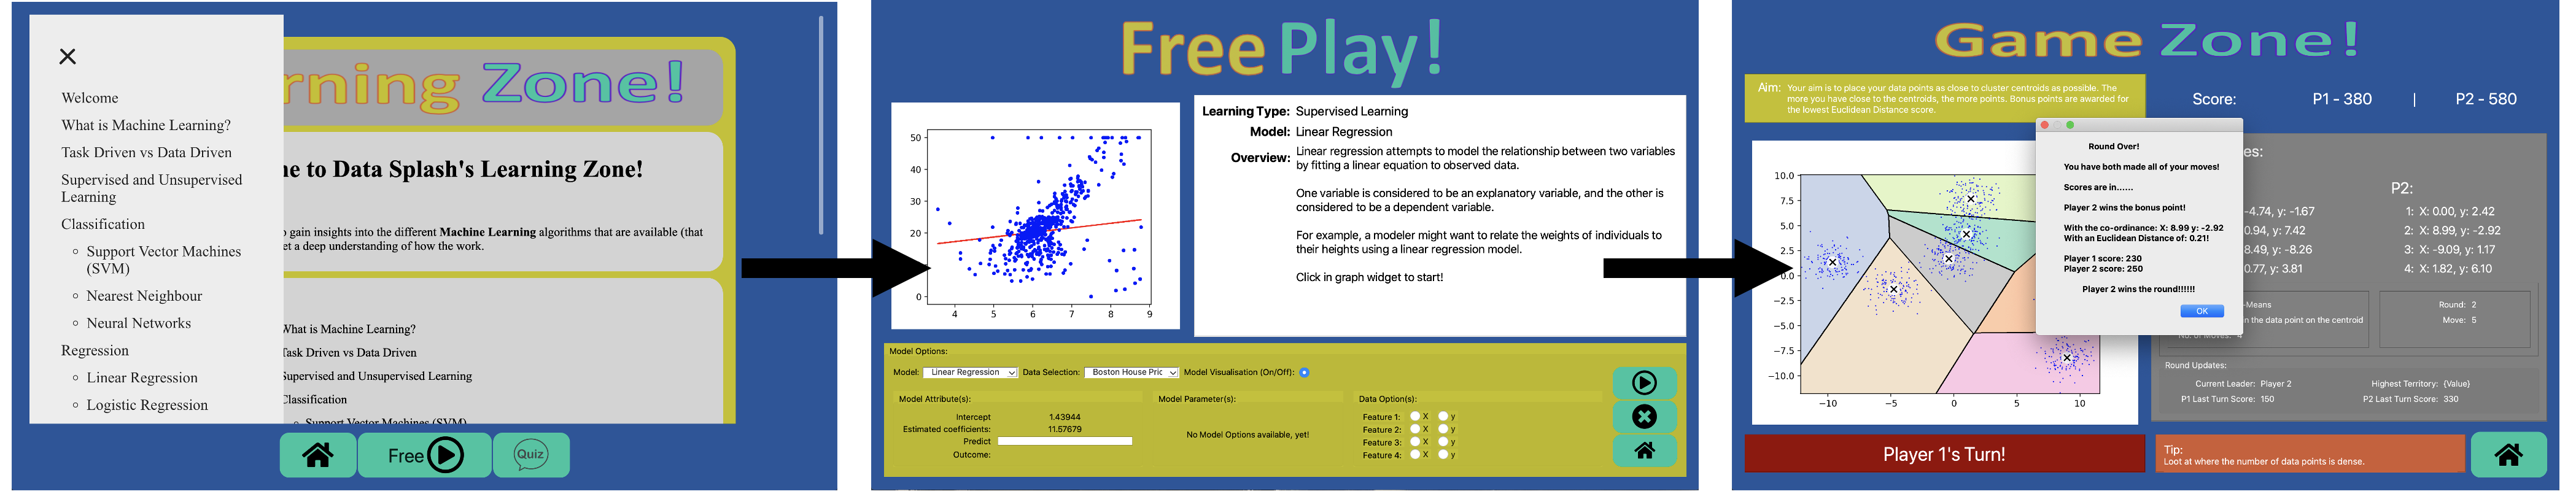 Welcome
What is Machine Learning?
Task Driven vs Data Driven
Supervised and Unsupervised
Learning
Classification
Support Vector Machines
(SVM)
Nearest Neighbour
Neural Networks
Regression
Linear Regression
Logistic Regression
rning Zone!
ne to Data Splash's Learning Zone!
o gain insights into the different Machine Learning algorithms that are available (that
et a deep understanding of how the work.
What is Machine Learning?
Task Driven vs Data Driven
Supervised and Unsupervised Learning
Classification
Support Vector Machines (SVM)
Free
Quiz
Free Play!
50
40
30
20
0
4 5 6 7 8 9
Learning Type: Supervised Learning
Model: Linear Regression
Overview: Linear regression attempts to model the relationship between two variables
by fitting a linear equation to observed data.
One variable is considered to be an explanatory variable, and the other is
considered to be a dependent variable.
For example, a modeler might want to relate the weights of individuals to
their heights using a linear regression model.
Click in graph widget to start!
Model Options:
Model: Linear Regression Data Selection: Boston House Pric Model Visualisation (On/Off):
Model Attribute(s): Model Parameter(s): Data Option(s):
Intercept 1.43944
Estimated coefficients: 11.57679
Predict
Outcome:
No Model Options available, yet!
Feature 1: X y
Feature 2: X y
Feature 3: X y
Feature 4: X y
Game Zone!
Aim: Your aim is to place your data points as close to cluster centroids as possible. The
more you have close to the centroids, the more points. Bonus points are awarded for
the lowest Euclidean Distance score.
Score: P1 - 380 | P2 - 580
10.0
7.5
5.0
2.5
0.0
−2.5
−5.0
−7.5
−10.0
−10 −5 0 5 10
Round Over!
You have both made all of your moves!
Scores are in......
Player 2 wins the bonus point!
With the co-ordinance: X: 8.99 y: -2.92
With an Euclidean Distance of: 0.21!
Player 1 score: 230
Player 2 score: 250
Player 2 wins the round!!!!!!
OK
es:
P2:
-4.74, y: -1.67 1: X: 0.00, y: 2.42
0.94, y: 7.42 2: X: 8.99, y: -2.92
8.49, y: -8.26 3: X: -9.09, y: 1.17
0.77, y: 3.81 4: X: 1.82, y: 6.10
-Means
n the data point on the centroid
No. of Moves: 4
Round: 2
Move: 5
Round Updates:
Current Leader: Player 2 Highest Territory: {Value}
P1 Last Turn Score: 150 P2 Last Turn Score: 330
Player 1's Turn!
Tip:
Loot at where the number of data points is dense.